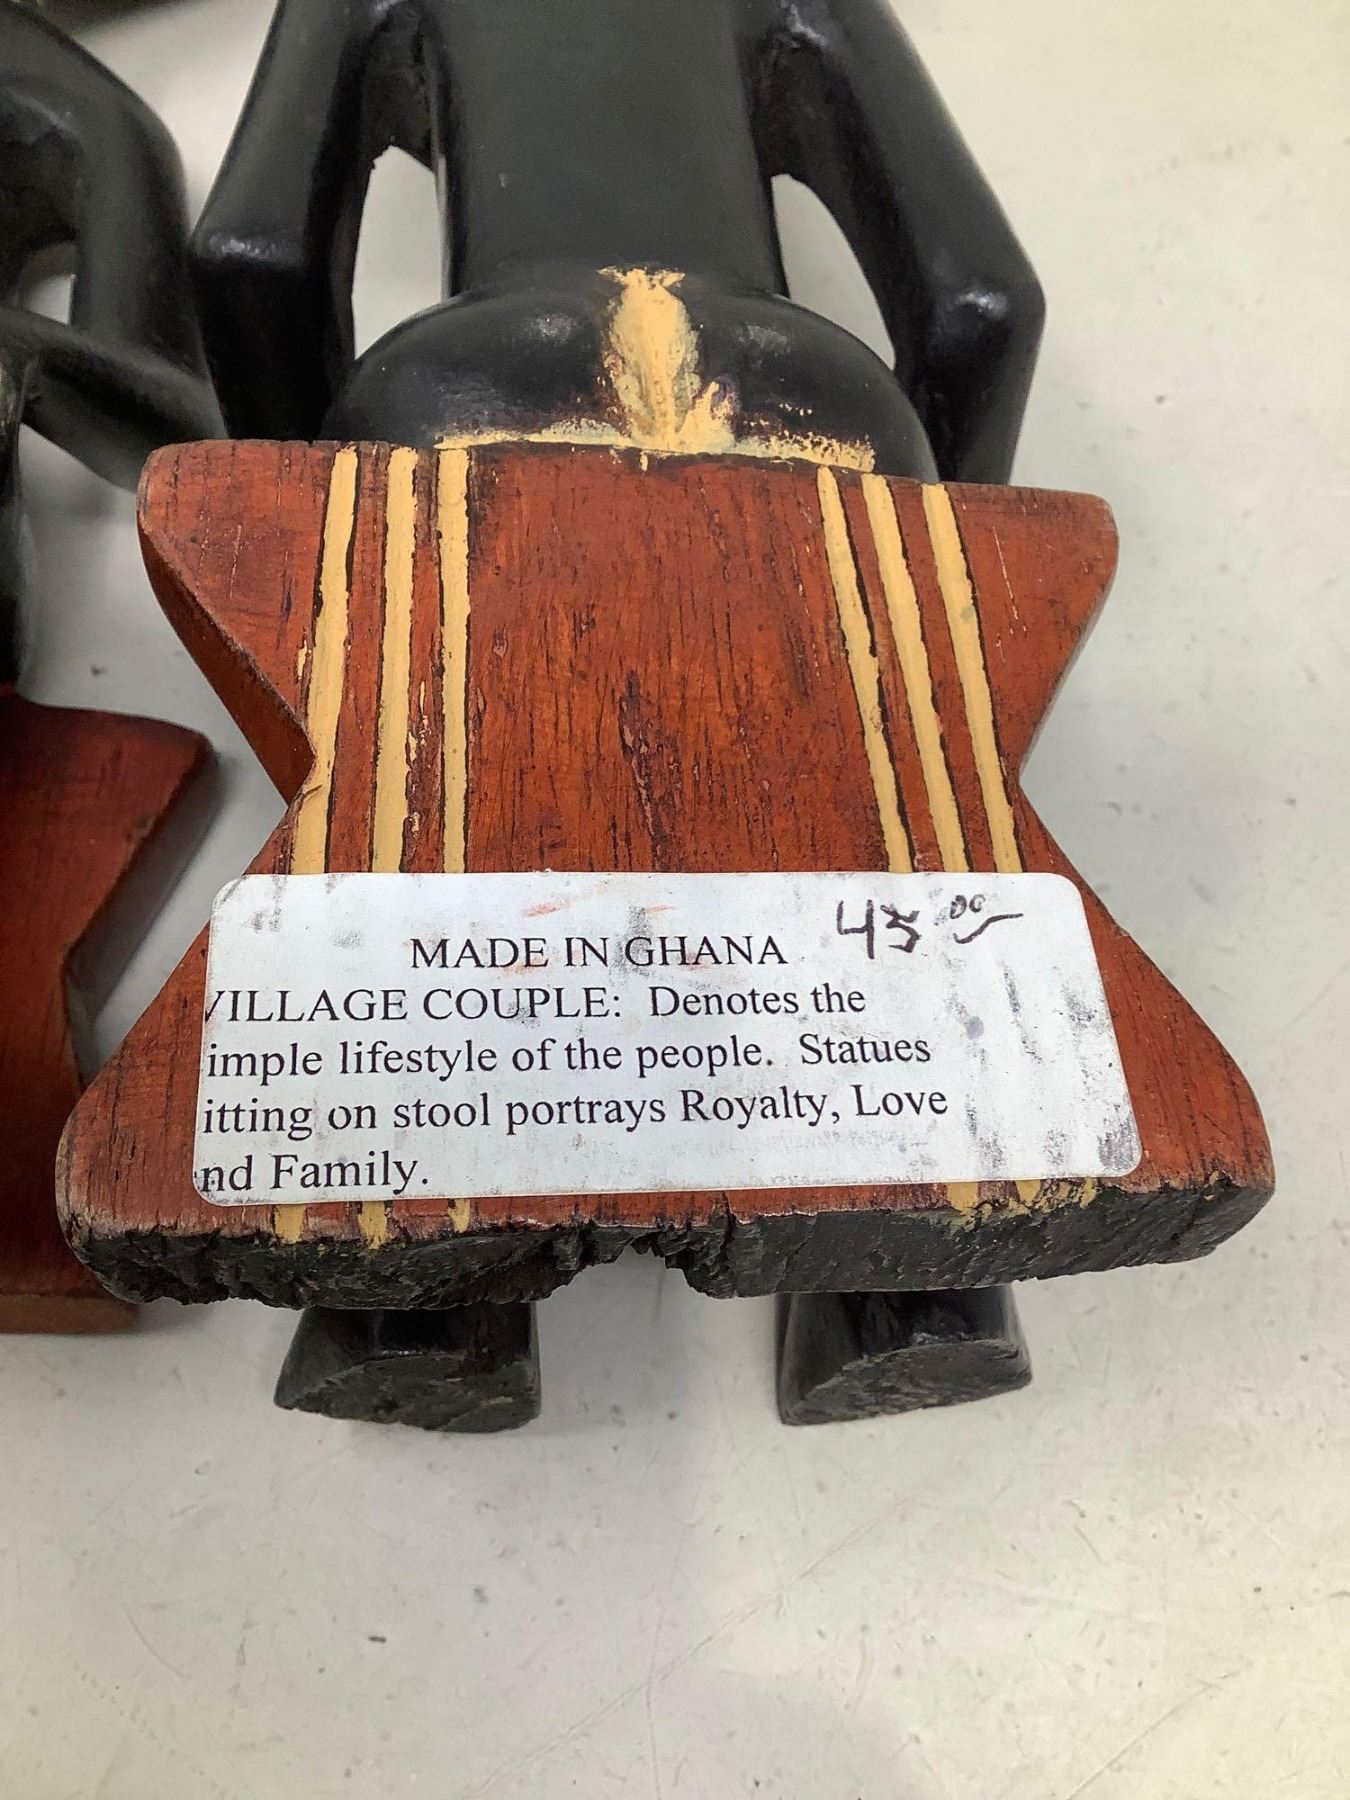 MADE IN GHANA 45.00
VILLAGE COUPLE: Denotes the
imple lifestyle of the people. Statues
itting on stool portrays Royalty, Love
nd Family.